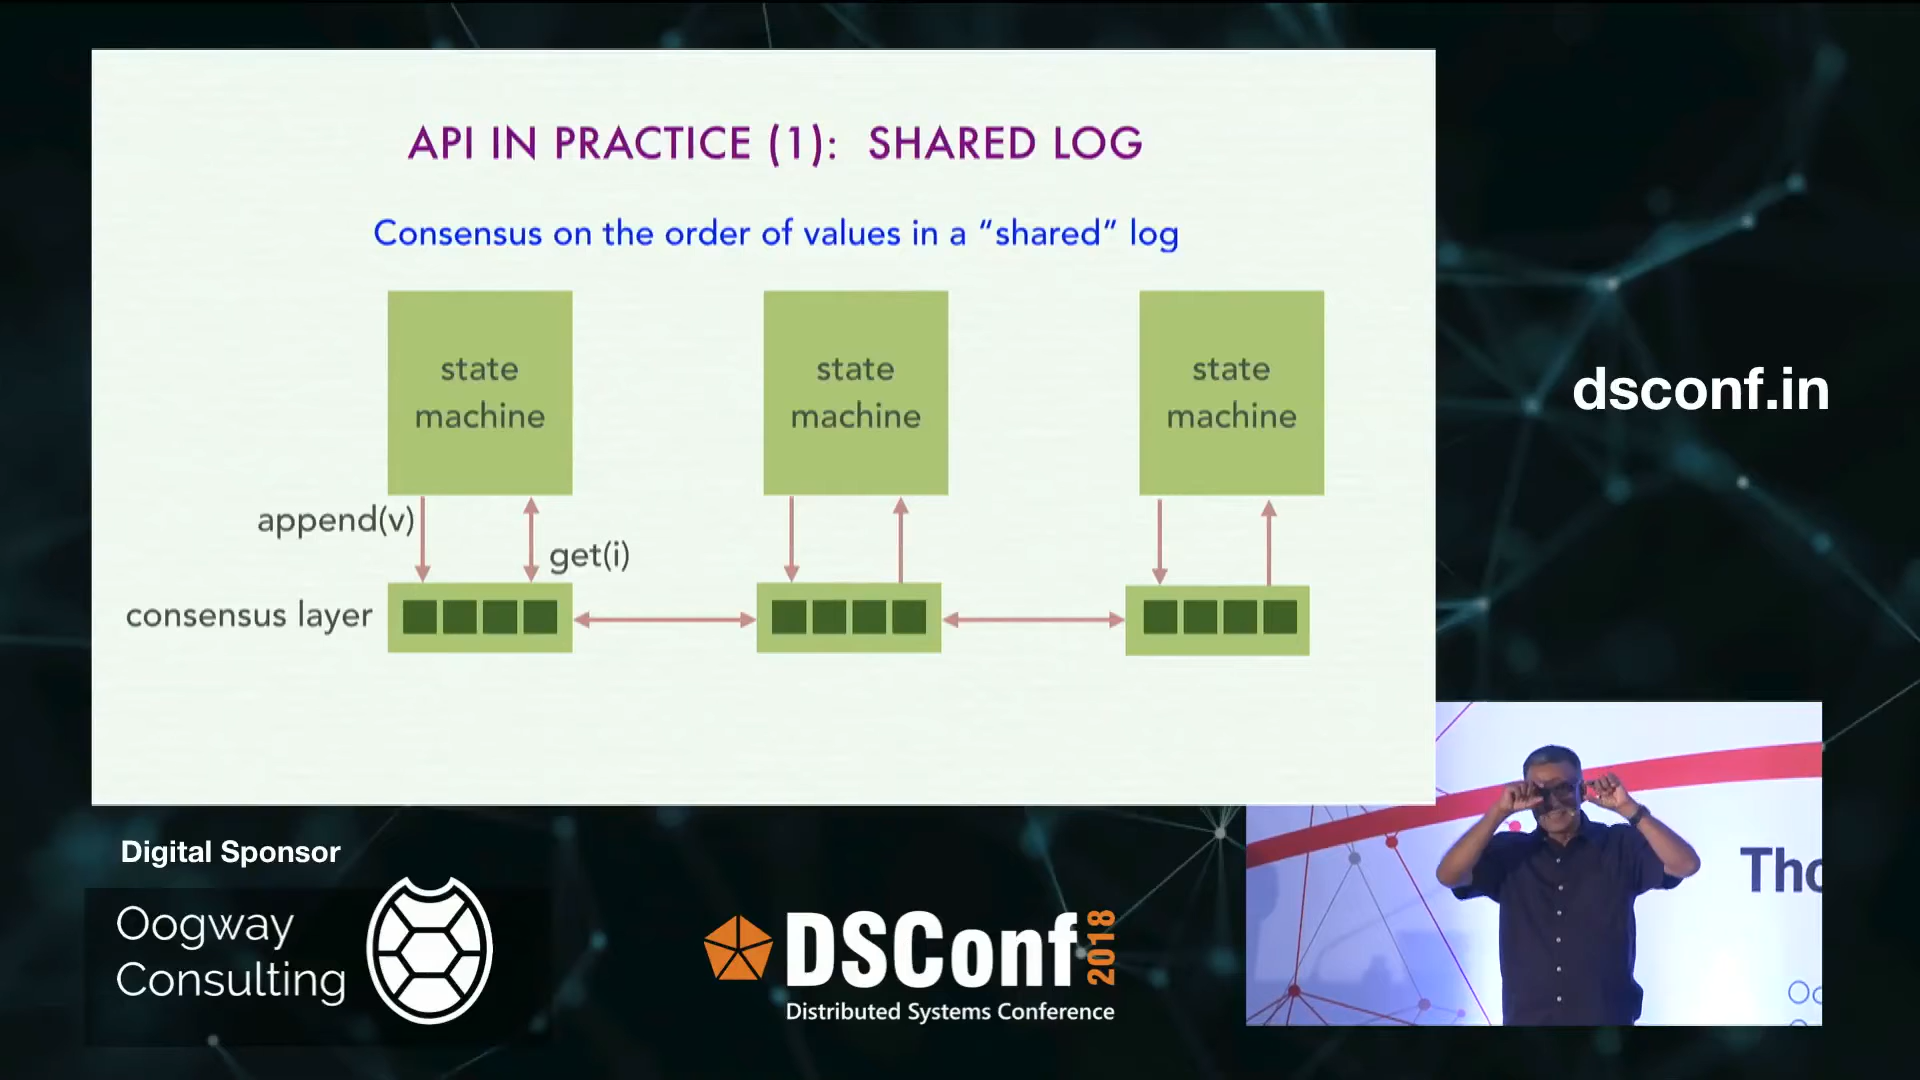 API IN PRACTICE (1): SHARED LOG
Consensus on the order of values in a “shared” log
state
machine
state
machine
state
machine
append(v)
get(i)
consensus layer
dsconf.in
Digital Sponsor
Oogway
Consulting
DSConf 2018
Distributed Systems Conference